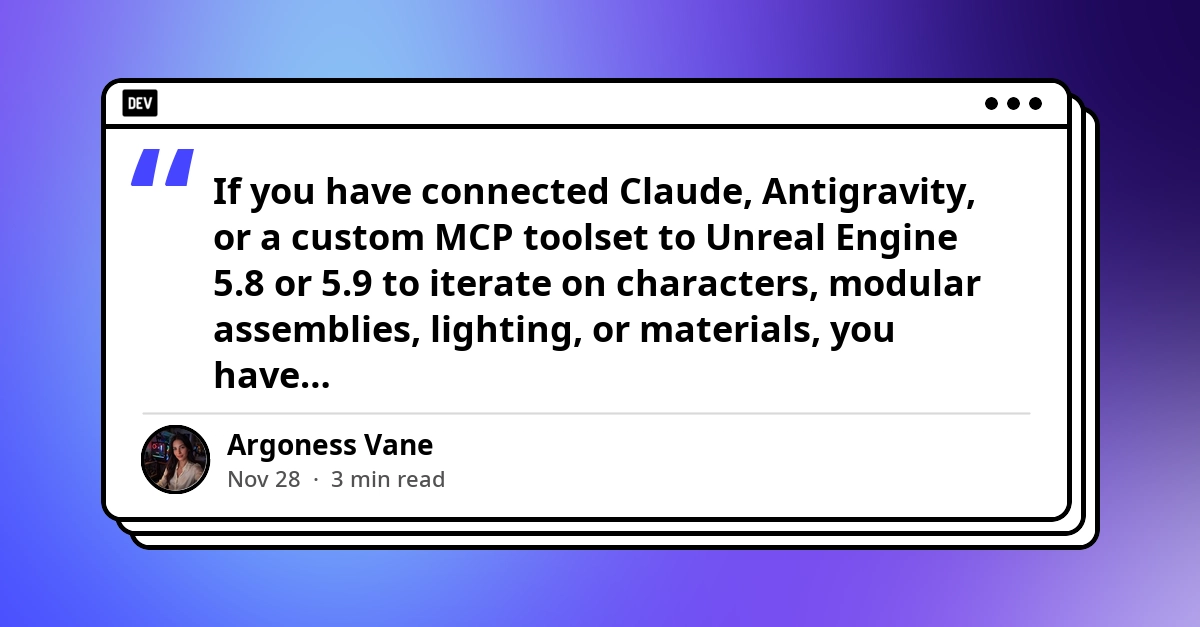 DEV
If you have connected Claude, Antigravity,
or a custom MCP toolset to Unreal Engine
5.8 or 5.9 to iterate on characters, modular
assemblies, lighting, or materials, you
have...
Argoness Vane
Nov 28 · 3 min read